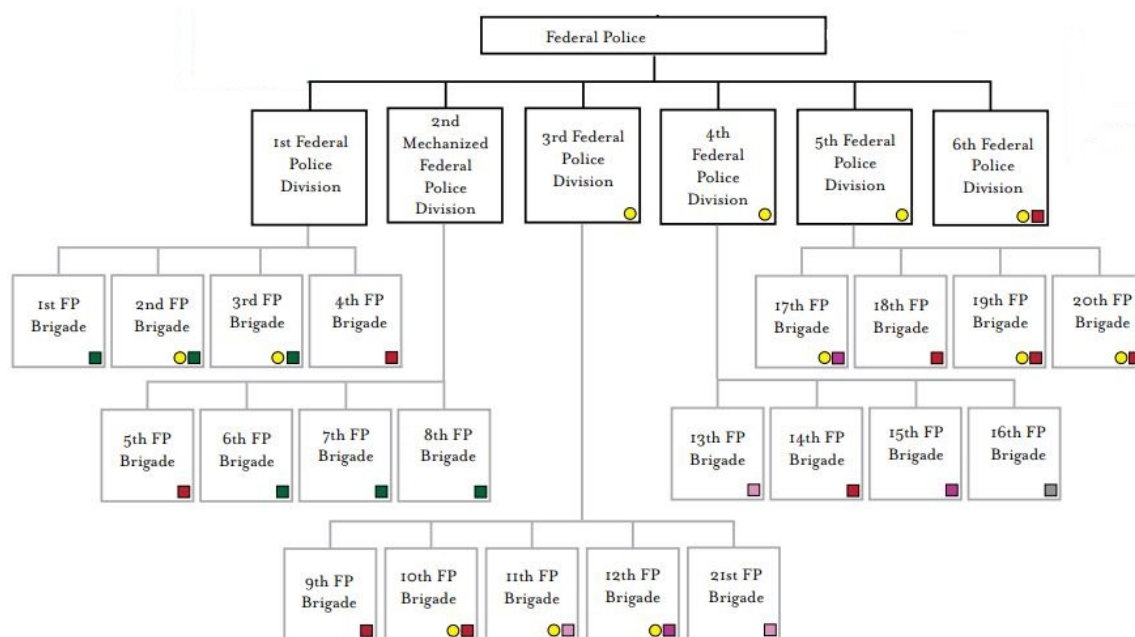 Federal Police
1st Federal
Police
Division
2nd
Mechanized
Federal
Police
Division
3rd Federal
Police
Division
4th
Federal
Police
Division
5th Federal
Police
Division
6th Federal
Police
Division
1st FP
Brigade
2nd FP
Brigade
3rd FP
Brigade
4th FP
Brigade
17th FP
Brigade
18th FP
Brigade
19th FP
Brigade
20th FP
Brigade
5th FP
Brigade
6th FP
Brigade
7th FP
Brigade
8th FP
Brigade
13th FP
Brigade
14th FP
Brigade
15th FP
Brigade
16th FP
Brigade
9th FP
Brigade
10th FP
Brigade
11th FP
Brigade
12th FP
Brigade
21st FP
Brigade